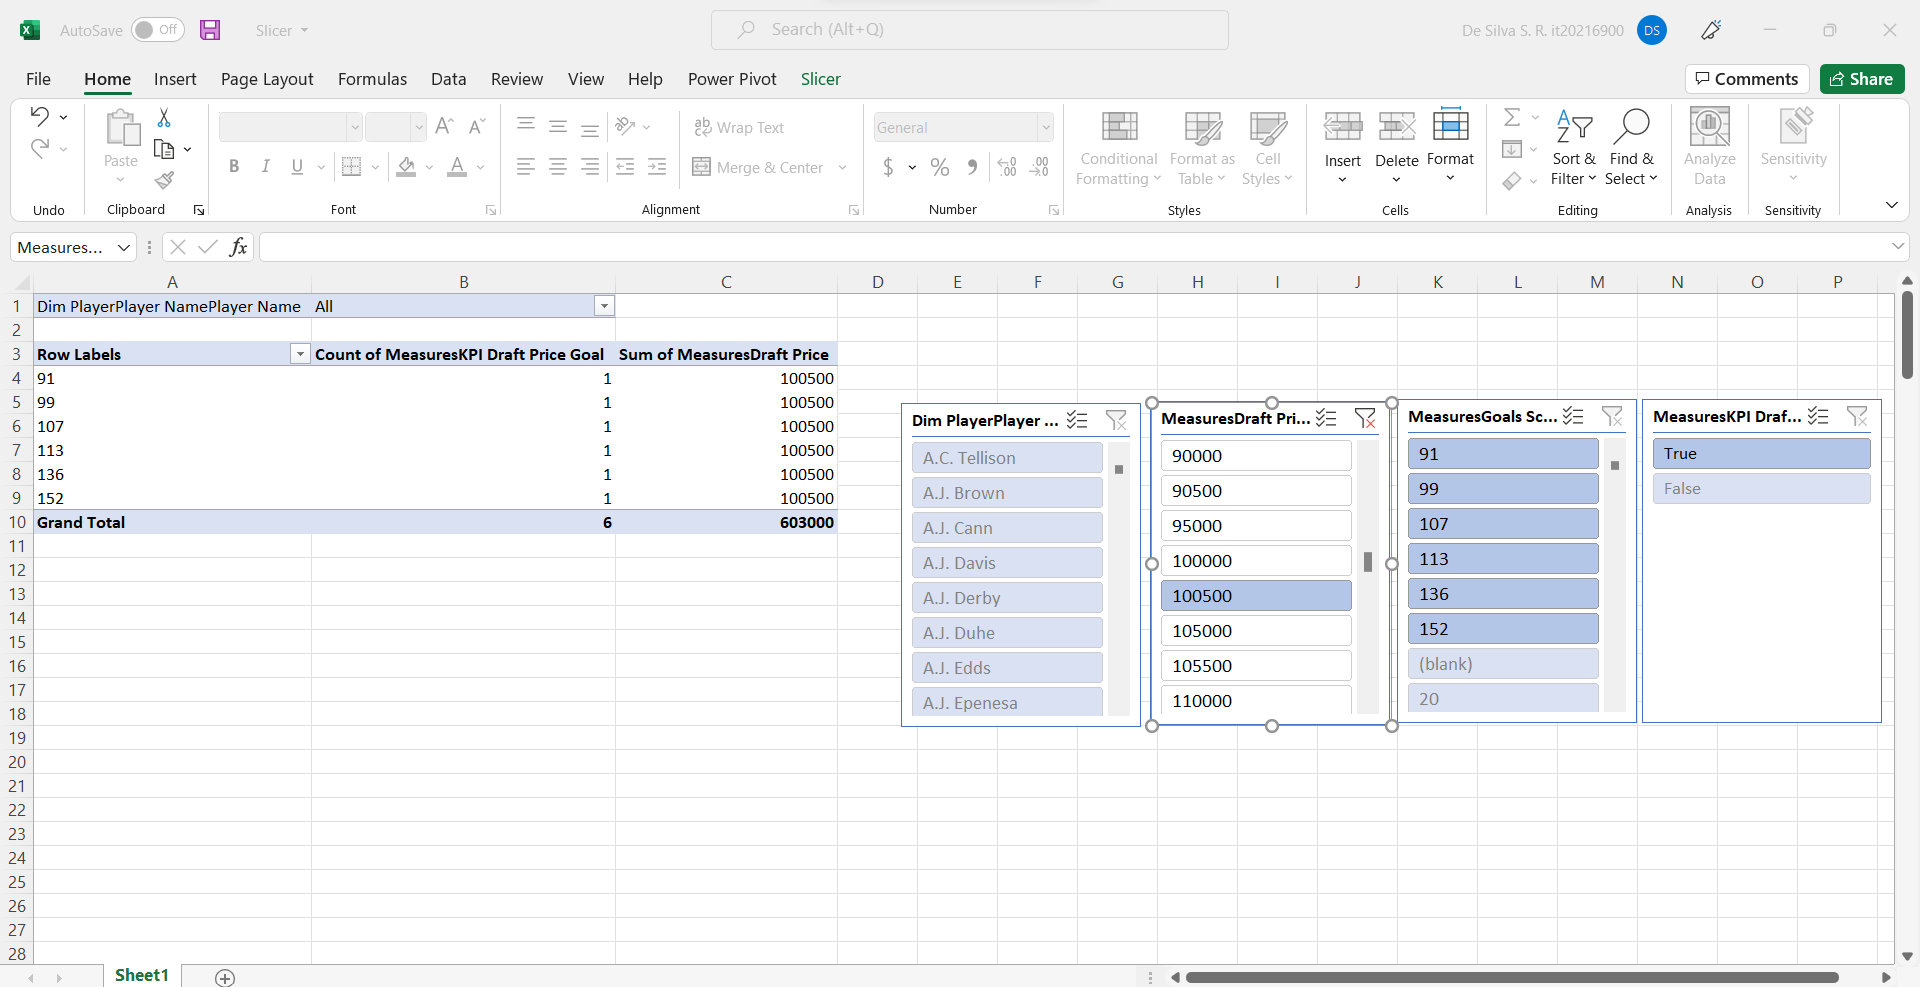 AutoSave Off Slicer Search (Alt+Q) De Silva S. R. it20216900 DS
File Home Insert Page Layout Formulas Data Review View Help Power Pivot Slicer Comments Share
Paste
Wrap Text
Merge & Center
General
Conditional Formatting
Format as Table
Cell Styles
Insert Delete Format
Sort & Filter
Find & Select
Analyze Data
Sensitivity
Undo Clipboard Font Alignment Number Styles Cells Editing Analysis Sensitivity
Measures... fx
A B C D E F G H I J K L M N O P
1 Dim PlayerPlayer NamePlayer Name All
2
3 Row Labels Count of MeasuresKPI Draft Price Goal Sum of MeasuresDraft Price
4 91 1 100500
5 99 1 100500
6 107 1 100500
7 113 1 100500
8 136 1 100500
9 152 1 100500
10 Grand Total 6 603000
11
12
13
14
15
16
17
18
19
20
21
22
23
24
25
26
27
28
Dim PlayerPlayer ...
A.C. Tellison
A.J. Brown
A.J. Cann
A.J. Davis
A.J. Derby
A.J. Duhe
A.J. Edds
A.J. Epenesa
MeasuresDraft Pri...
90000
90500
95000
100000
100500
105000
105500
110000
MeasuresGoals Sc...
91
99
107
113
136
152
(blank)
20
MeasuresKPI Draf...
True
False
Sheet1